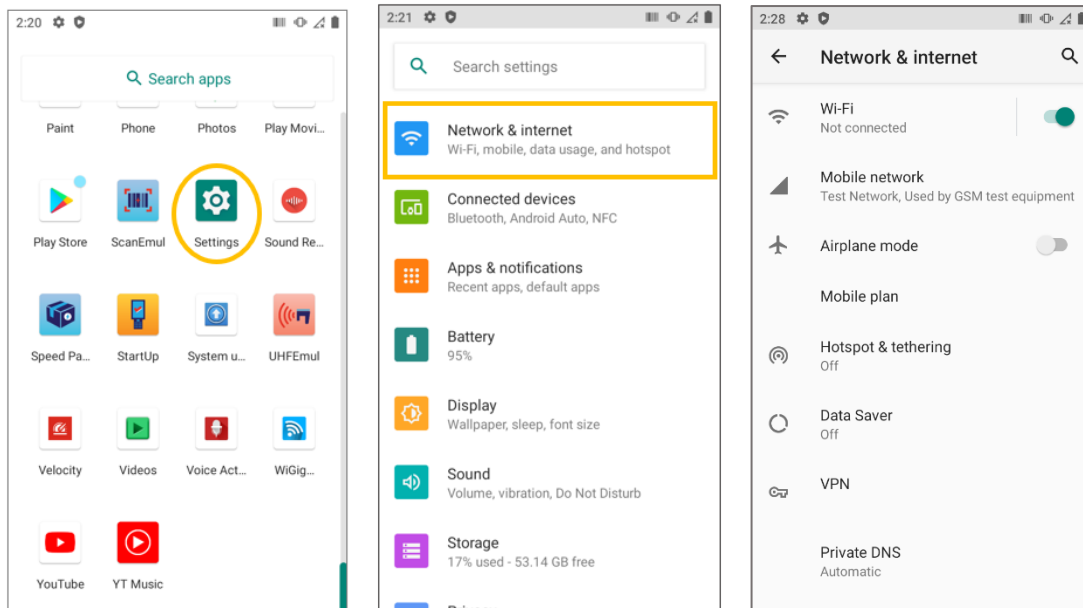 2:20
Search apps
Paint
Phone
Photos
Play Movi...
Play Store
ScanEmul
Settings
Sound Re...
Speed Pa...
StartUp
System u...
UHFEmul
Velocity
Videos
Voice Act...
WiGig...
YouTube
YT Music
2:21
Search settings
Network & internet
Wi-Fi, mobile, data usage, and hotspot
Connected devices
Bluetooth, Android Auto, NFC
Apps & notifications
Recent apps, default apps
Battery
95%
Display
Wallpaper, sleep, font size
Sound
Volume, vibration, Do Not Disturb
Storage
17% used - 53.14 GB free
2:28
Network & internet
Wi-Fi
Not connected
Mobile network
Test Network, Used by GSM test equipment
Airplane mode
Mobile plan
Hotspot & tethering
Off
Data Saver
Off
VPN
Private DNS
Automatic